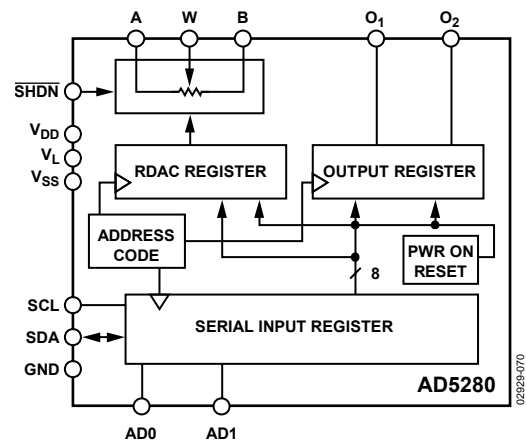 A W B O1 O2
SHDN
VDD
VL
VSS
RDAC REGISTER
OUTPUT REGISTER
ADDRESS
CODE
PWR ON
RESET
8
SCL
SDA
GND
SERIAL INPUT REGISTER
AD5280
AD0 AD1
02929-070